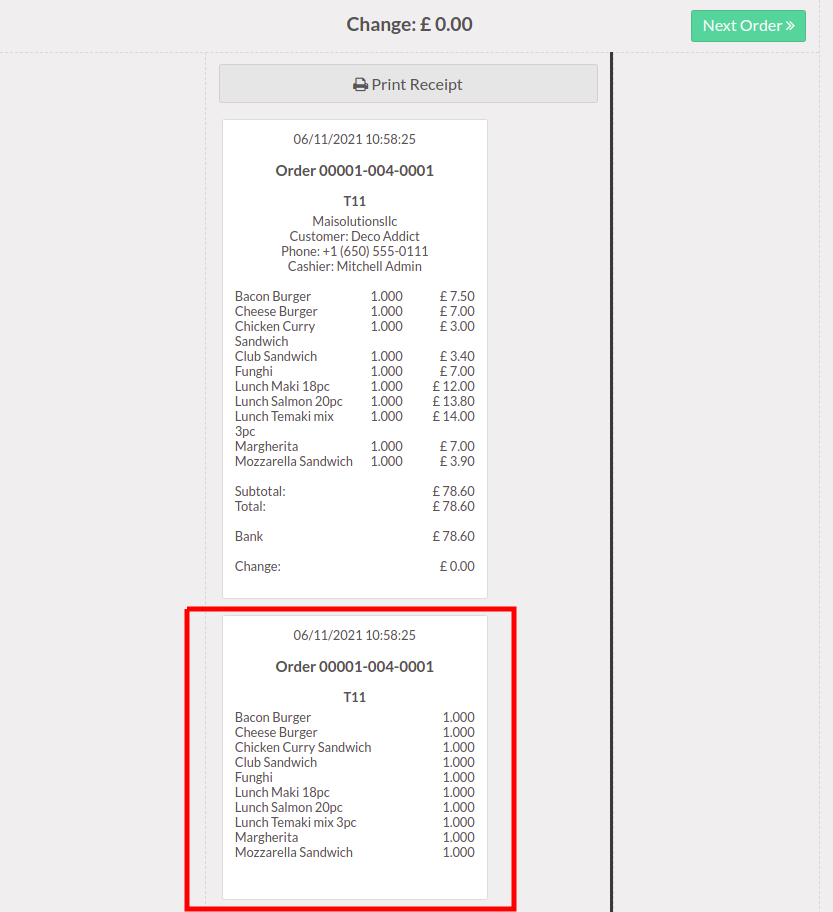 Change: £ 0.00
Next Order »
Print Receipt
06/11/2021 10:58:25
Order 00001-004-0001
T11
Maisolutionsllc
Customer: Deco Addict
Phone: +1 (650) 555-0111
Cashier: Mitchell Admin
Bacon Burger 1.000 £ 7.50
Cheese Burger 1.000 £ 7.00
Chicken Curry 1.000 £ 3.00
Sandwich
Club Sandwich 1.000 £ 3.40
Funghi 1.000 £ 7.00
Lunch Maki 18pc 1.000 £ 12.00
Lunch Salmon 20pc 1.000 £ 13.80
Lunch Temaki mix 1.000 £ 14.00
3pc
Margherita 1.000 £ 7.00
Mozzarella Sandwich 1.000 £ 3.90
Subtotal: £ 78.60
Total: £ 78.60
Bank £ 78.60
Change: £ 0.00
06/11/2021 10:58:25
Order 00001-004-0001
T11
Bacon Burger 1.000
Cheese Burger 1.000
Chicken Curry Sandwich 1.000
Club Sandwich 1.000
Funghi 1.000
Lunch Maki 18pc 1.000
Lunch Salmon 20pc 1.000
Lunch Temaki mix 3pc 1.000
Margherita 1.000
Mozzarella Sandwich 1.000